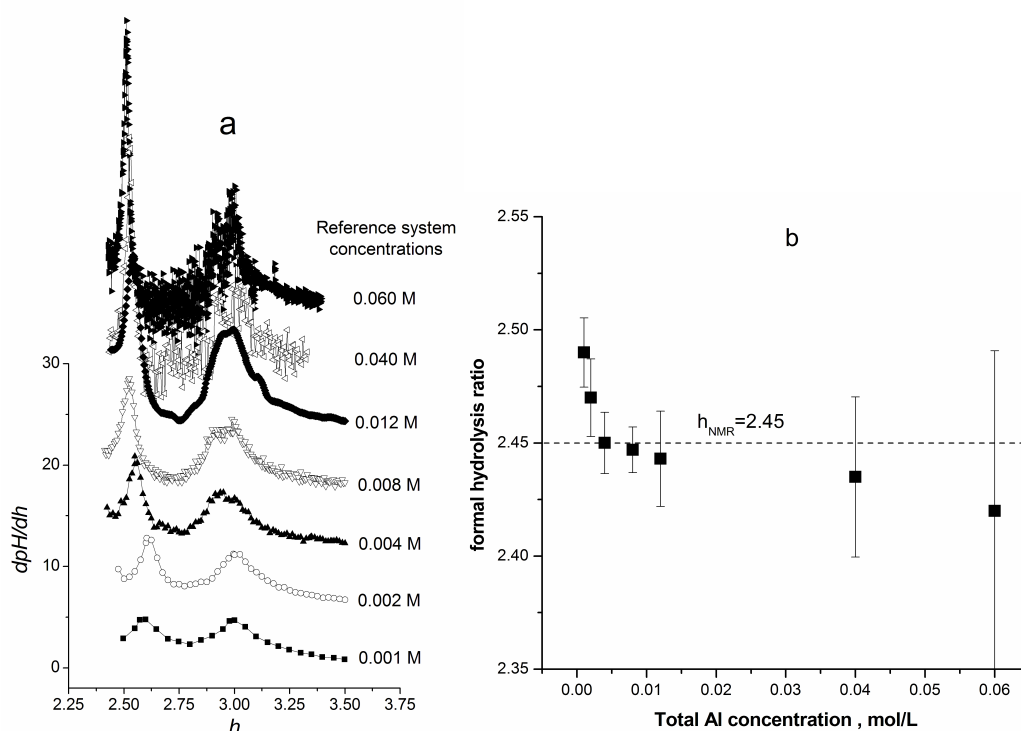 a
Reference system
concentrations
0.060 M
0.040 M
0.012 M
0.008 M
0.004 M
0.002 M
0.001 M
30
20
10
0
dpH/dh
2.25 2.50 2.75 3.00 3.25 3.50 3.75
h
b
2.55
2.50
2.45
2.40
2.35
hNMR=2.45
formal hydrolysis ratio
0.00 0.01 0.02 0.03 0.04 0.05 0.06
Total Al concentration , mol/L